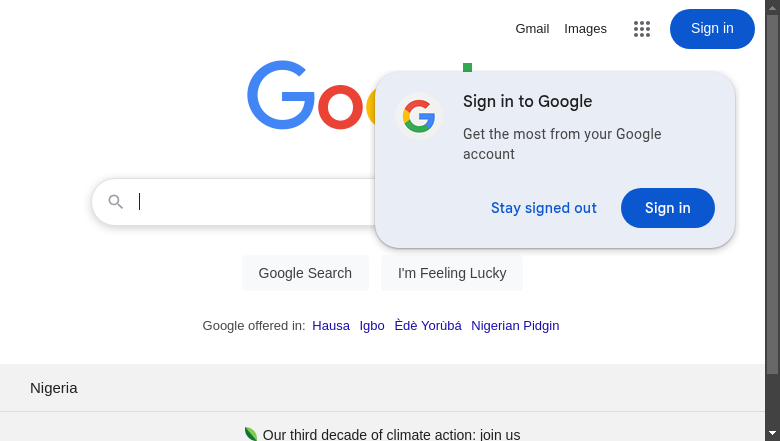 Gmail Images Sign in
Sign in to Google
Get the most from your Google
account
Stay signed out Sign in
Google Search I'm Feeling Lucky
Google offered in: Hausa Igbo Èdè Yorùbá Nigerian Pidgin
Nigeria
Our third decade of climate action: join us